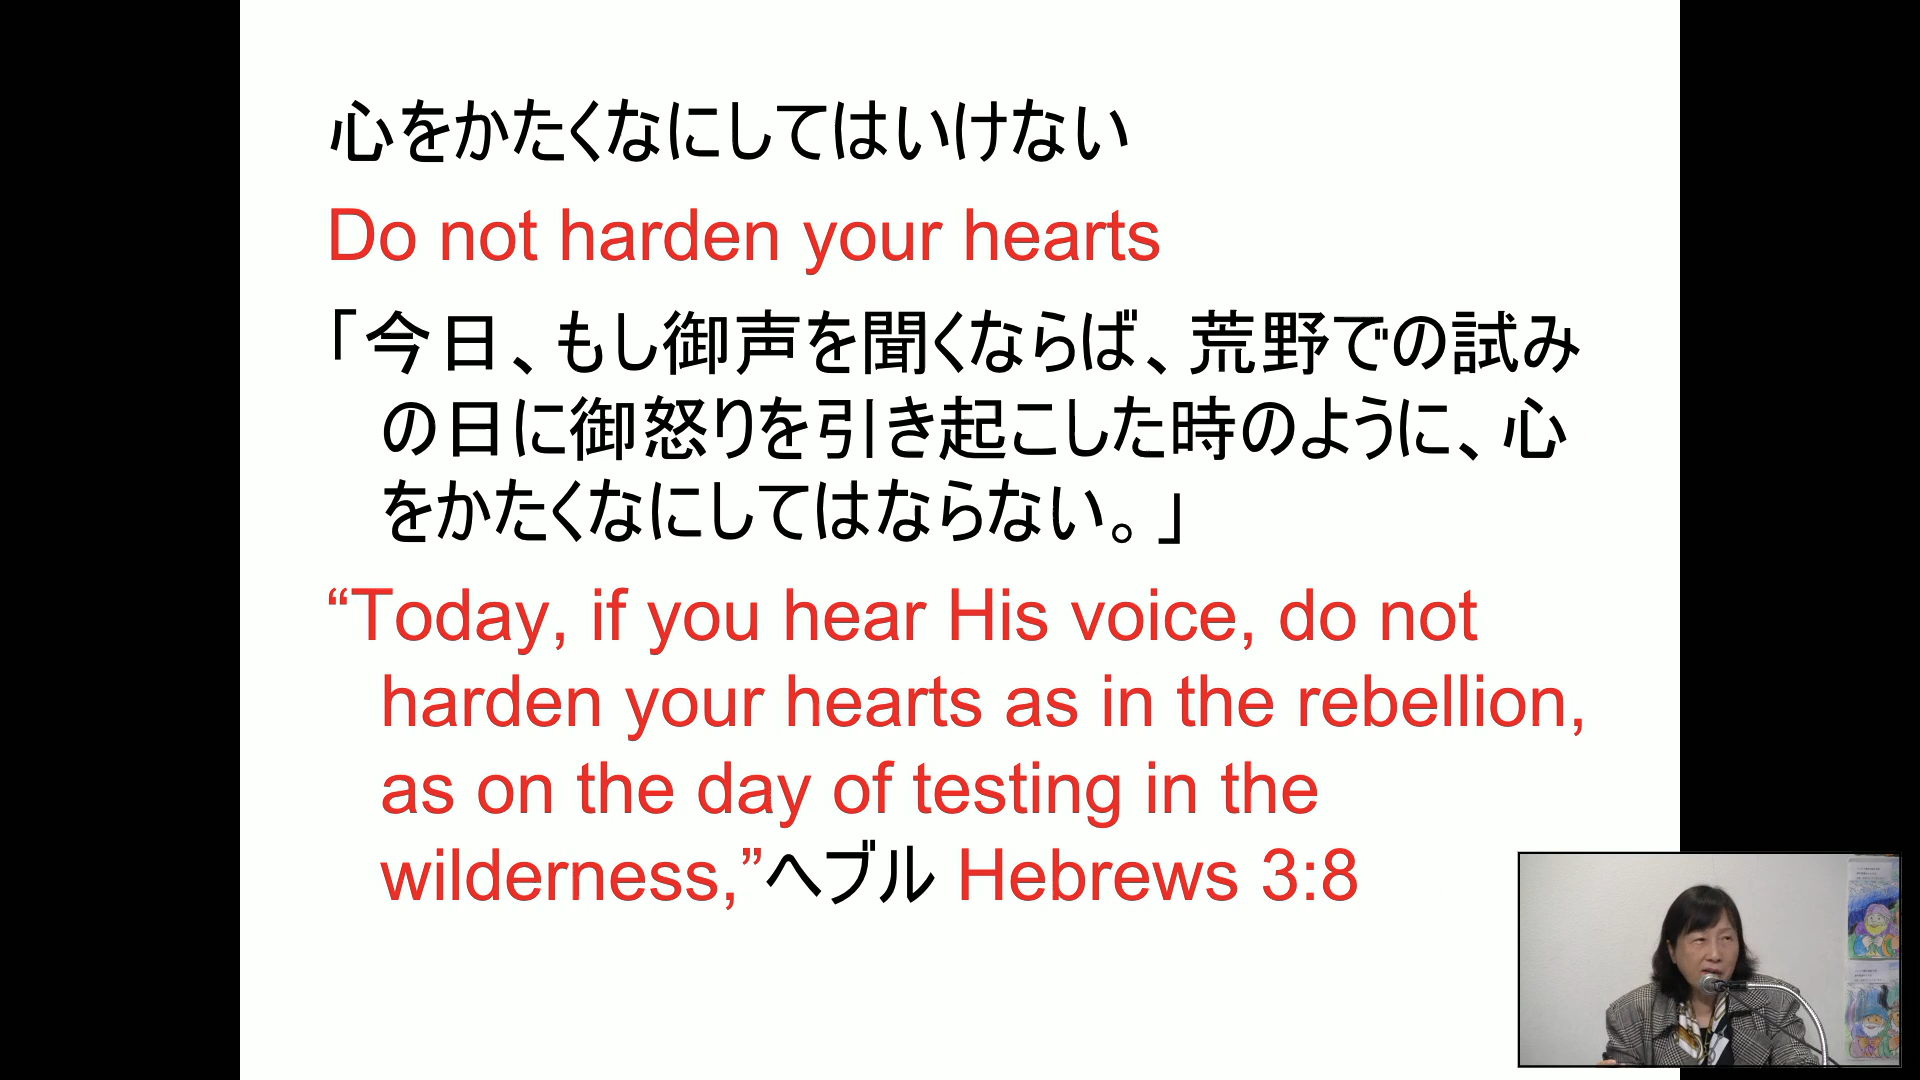 心をかたくなにしてはいけない
Do not harden your hearts
「今日、もし御声を聞くならば、荒野での試み
の日に御怒りを引き起こした時のように、心
をかたくなにしてはならない。」
“Today, if you hear His voice, do not
harden your hearts as in the rebellion,
as on the day of testing in the
wilderness,”ヘブル Hebrews 3:8